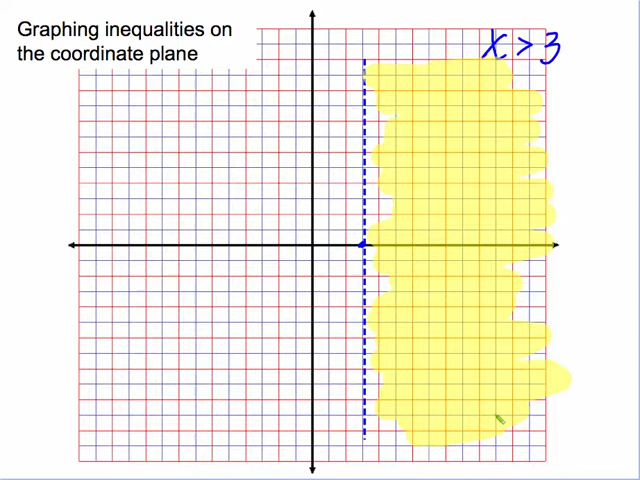 Graphing inequalities on
the coordinate plane
x > 3